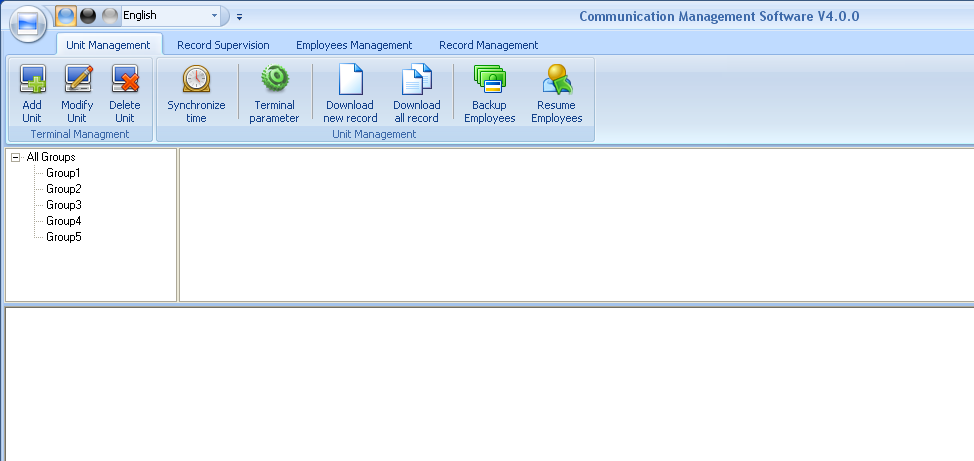 English
Communication Management Software V4.0.0
Unit Management
Record Supervision
Employees Management
Record Management
Add
Unit
Modify
Unit
Delete
Unit
Synchronize
time
Terminal
parameter
Download
new record
Download
all record
Backup
Employees
Resume
Employees
Terminal Managment
Unit Management
All Groups
Group1
Group2
Group3
Group4
Group5